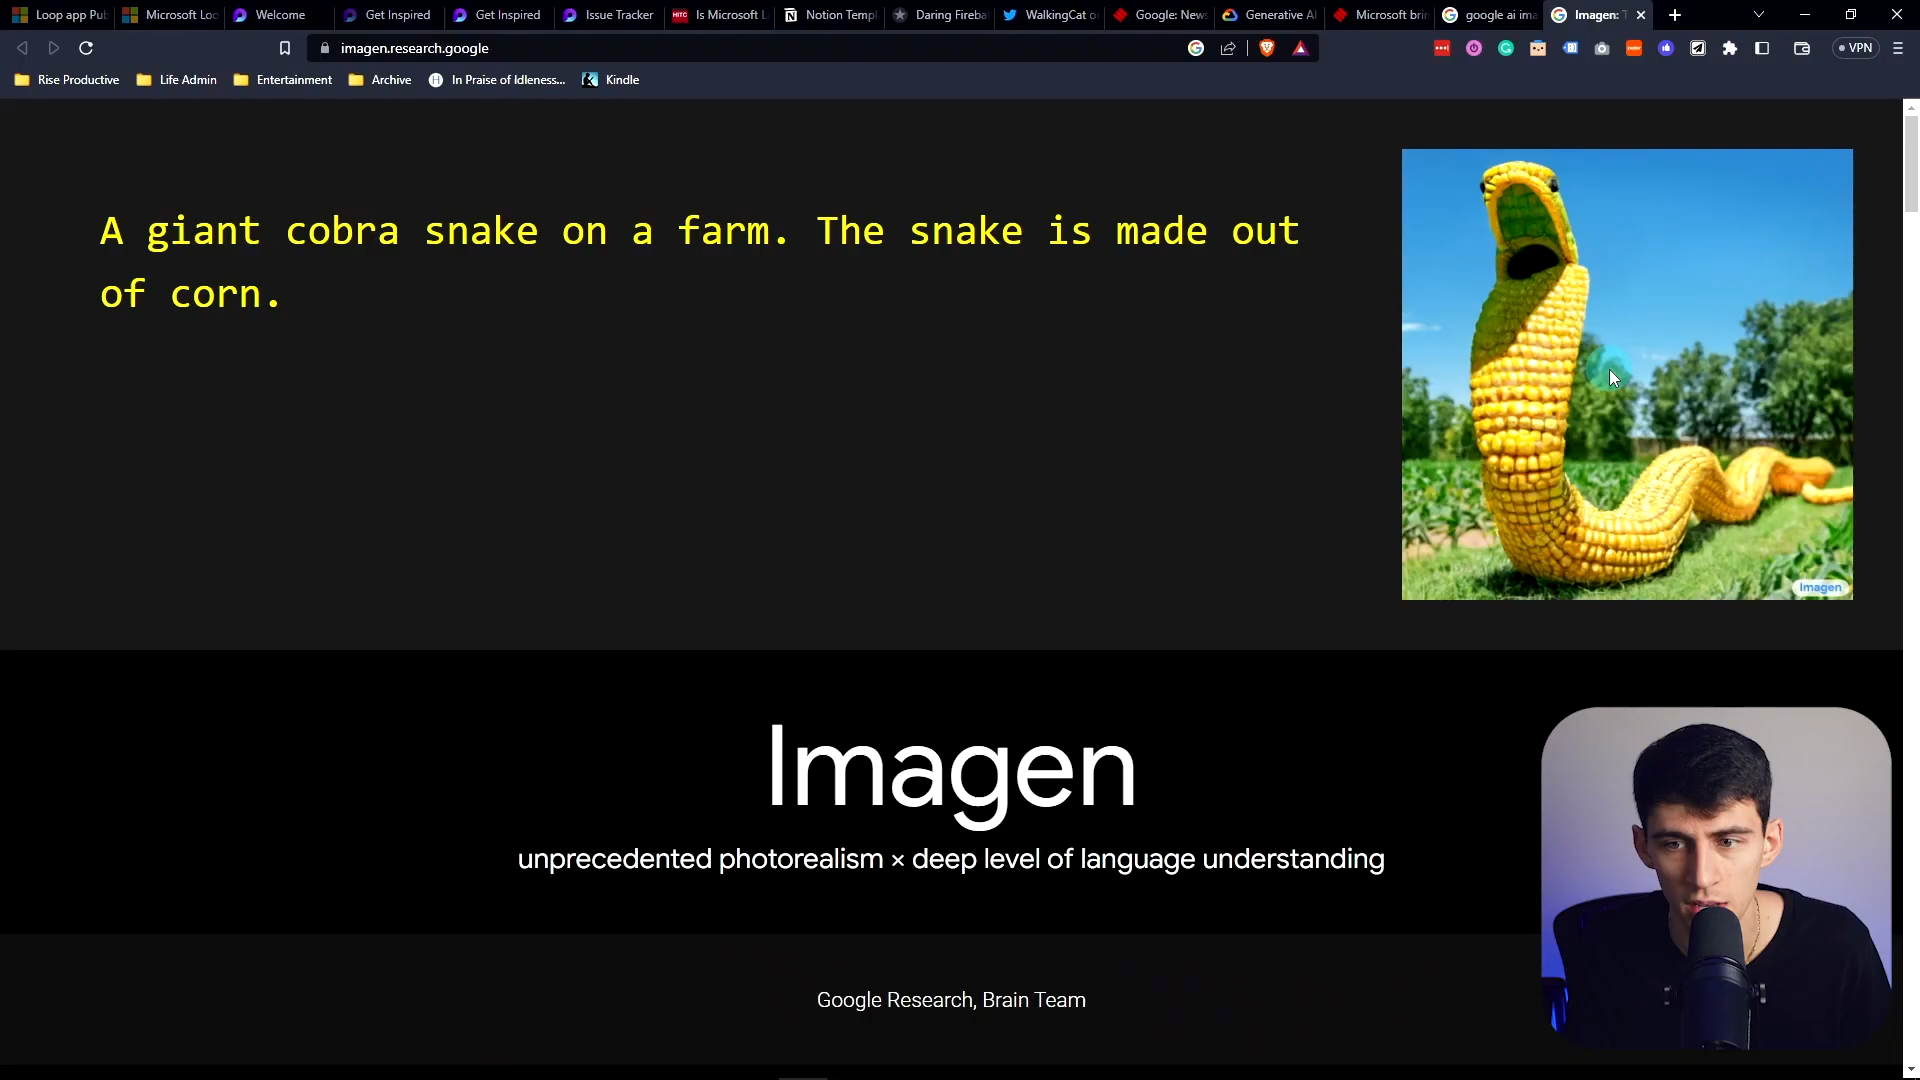 Loop app Pub
Microsoft Loo
Welcome
Get Inspired
Get Inspired
Issue Tracker
HITC
Is Microsoft L
Notion Templ
Daring Fireba
WalkingCat on
Google: News
Generative AI
Microsoft brin
google ai ima
Imagen: T
imagen.research.google
VPN
Rise Productive
Life Admin
Entertainment
Archive
In Praise of Idleness...
Kindle
A giant cobra snake on a farm. The snake is made out
of corn.
Imagen
Imagen
unprecedented photorealism × deep level of language understanding
Google Research, Brain Team